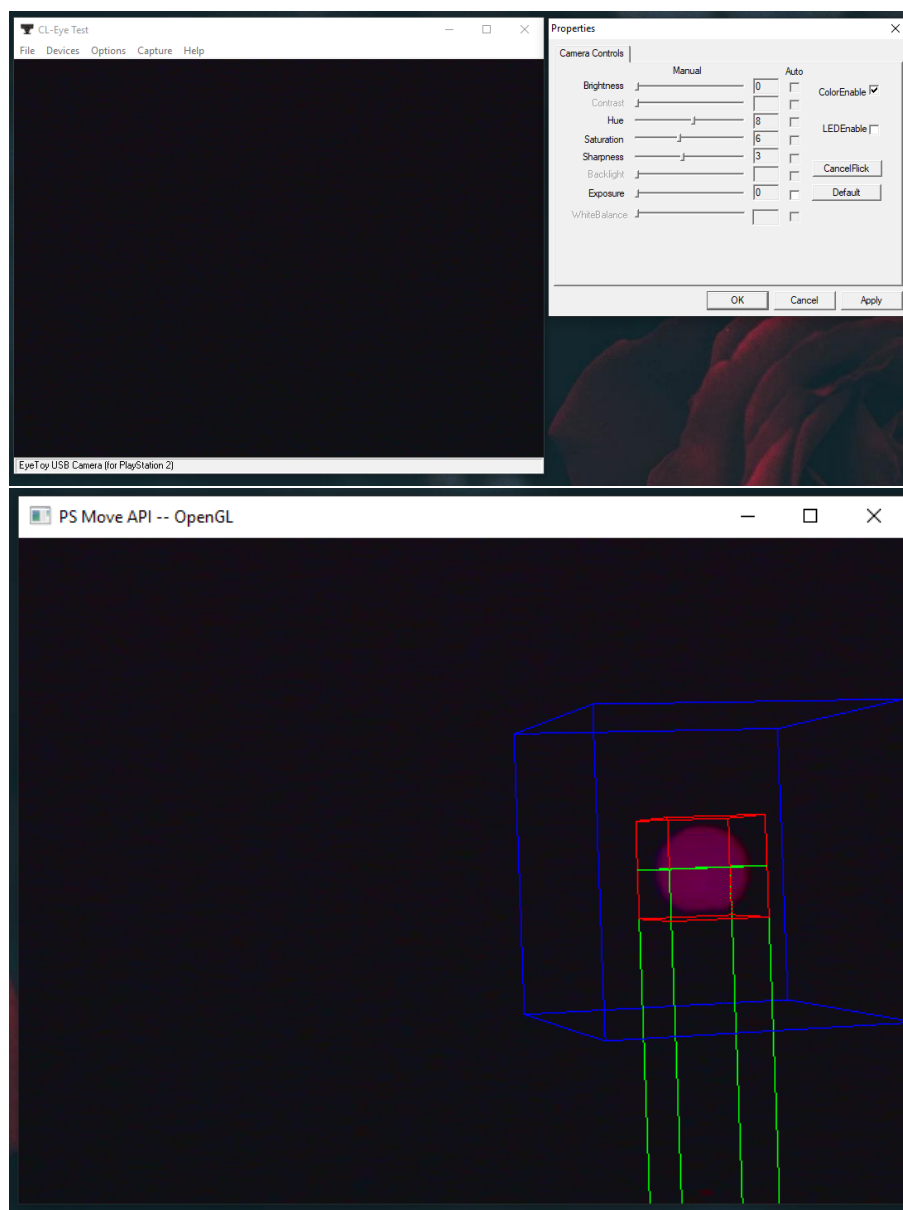 CL-Eye Test
File Devices Options Capture Help
EyeToy USB Camera (for PlayStation 2)
Properties
Camera Controls
Manual Auto
Brightness 0
Contrast
Hue 8
Saturation 6
Sharpness 3
Backlight
Exposure 0
WhiteBalance
ColorEnable
LEDEnable
CancelFlick
Default
OK Cancel Apply
PS Move API -- OpenGL